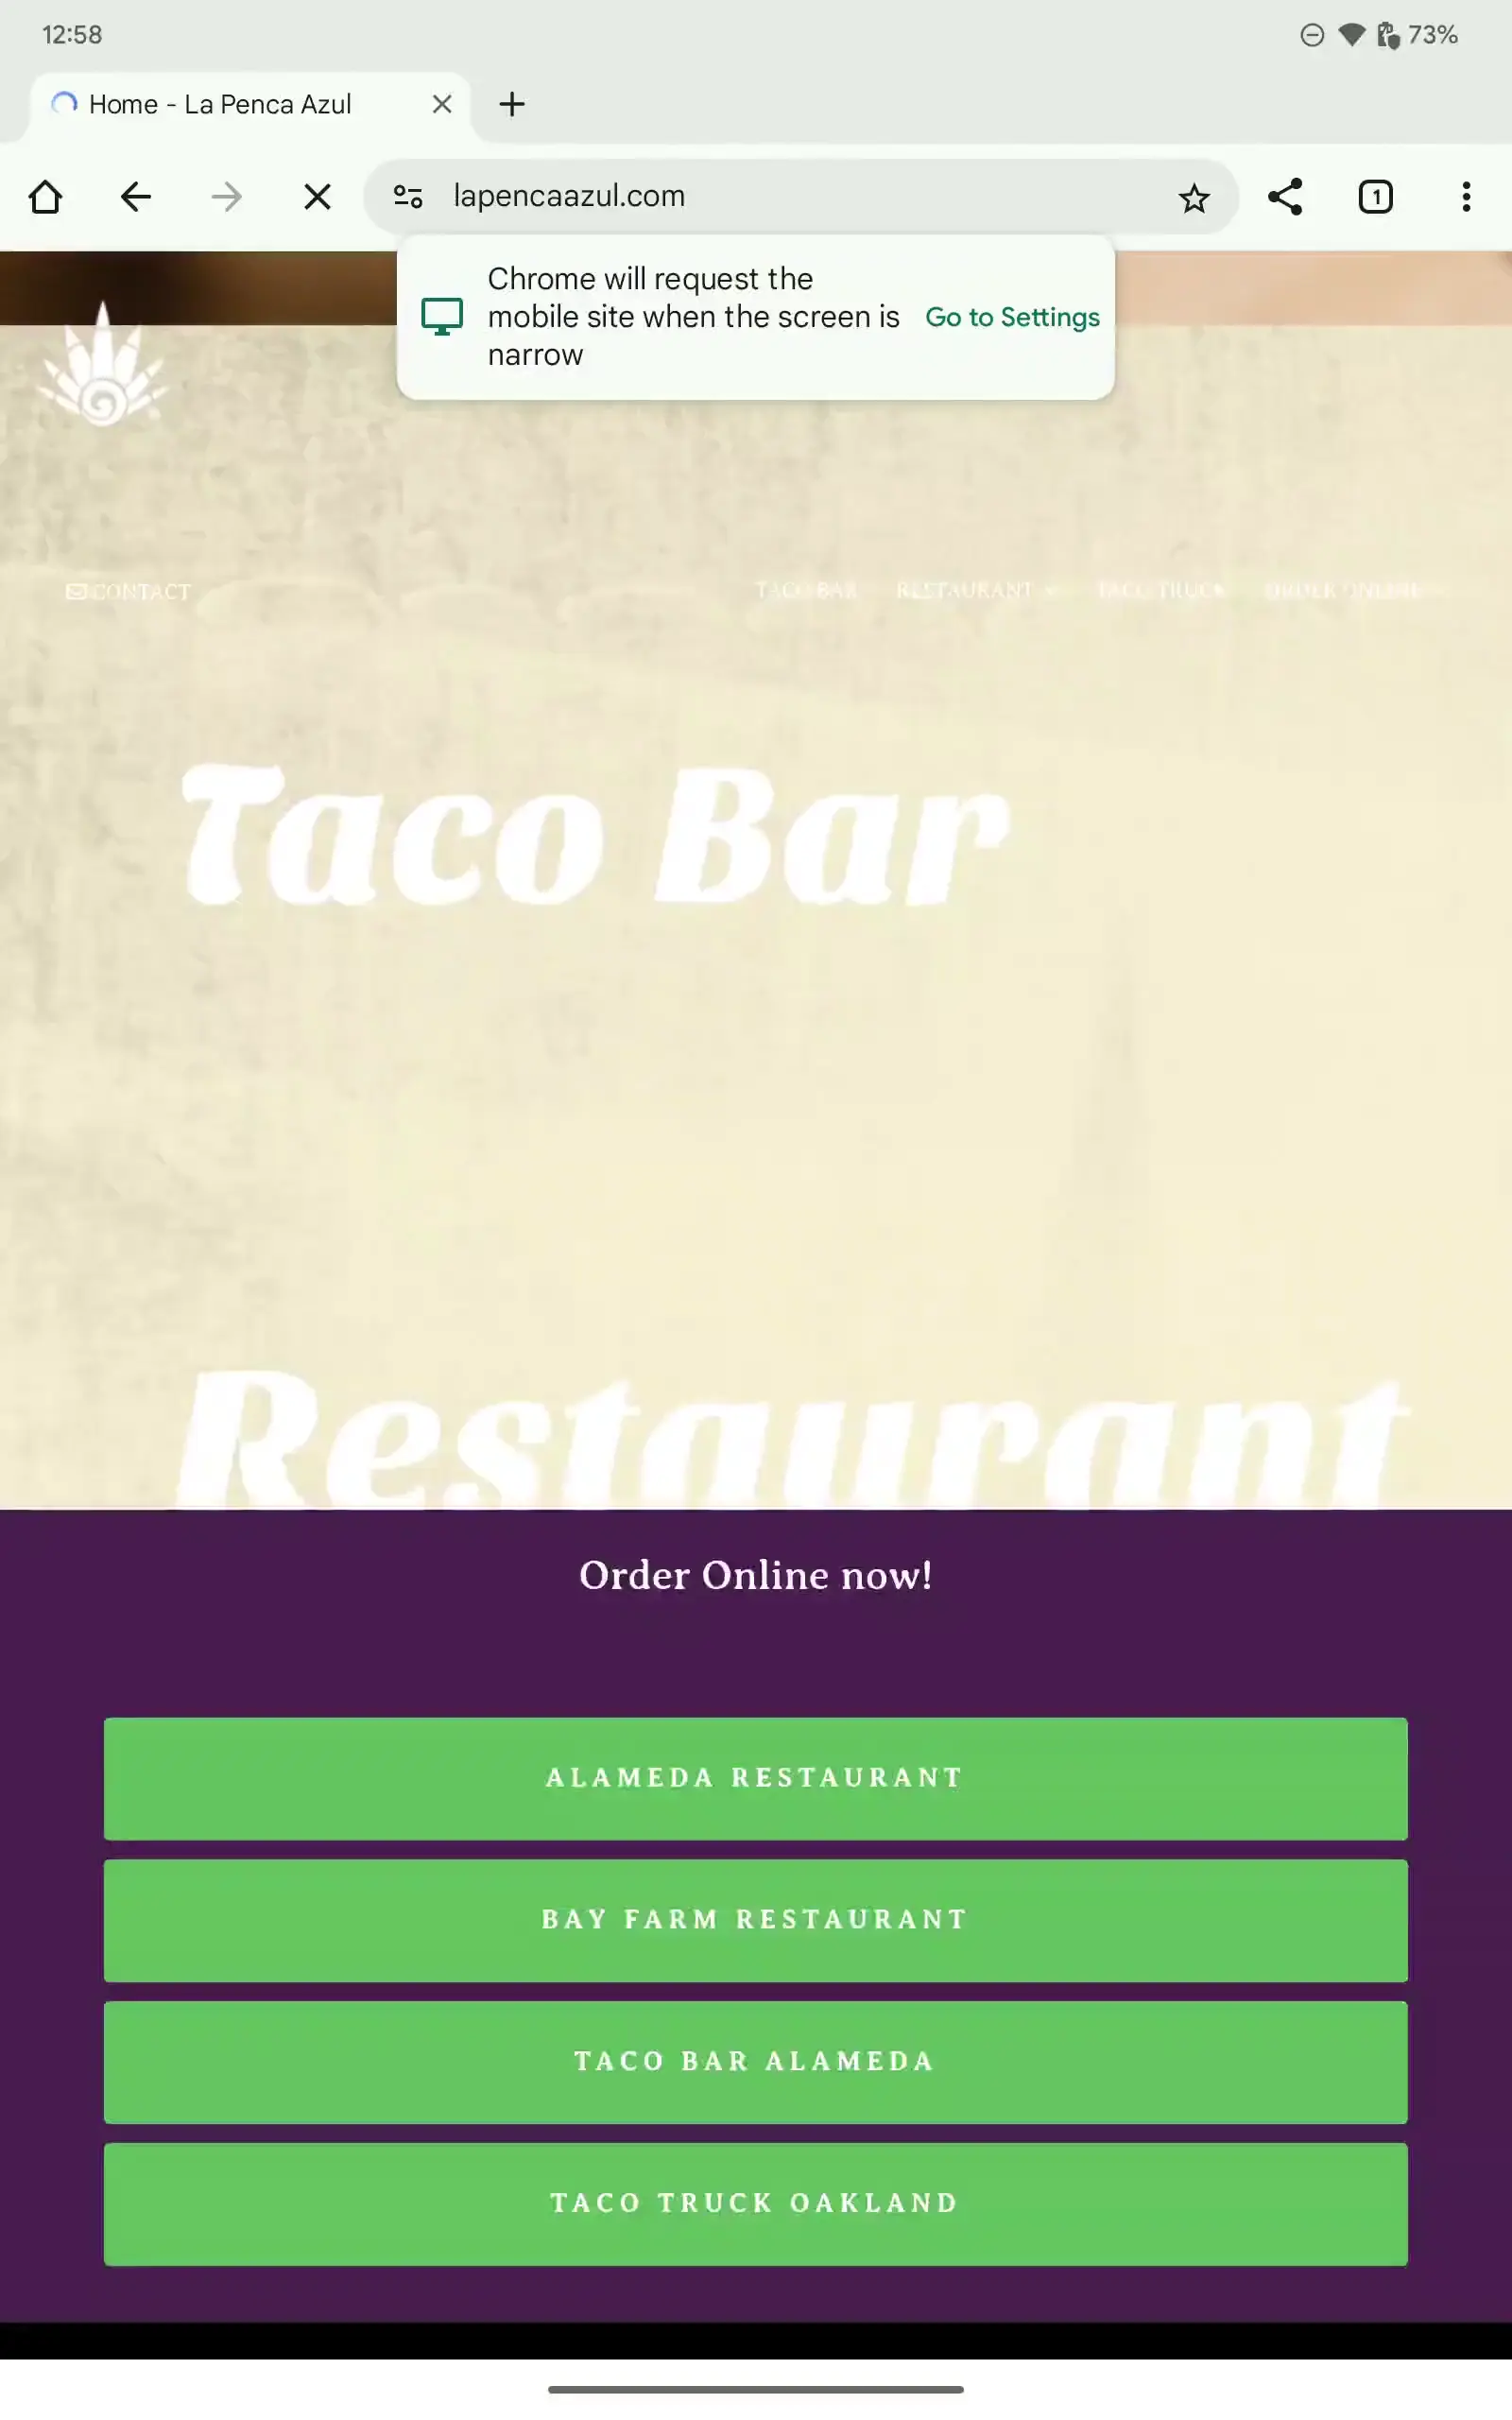 12:58
73%
Home - La Penca Azul
lapencaazul.com
1
Chrome will request the
mobile site when the screen is
narrow
Go to Settings
CONTACT
TACO BAR RESTAURANT TACO TRUCK ORDER ONLINE
Taco Bar
Restaurant
Order Online now!
ALAMEDA RESTAURANT
BAY FARM RESTAURANT
TACO BAR ALAMEDA
TACO TRUCK OAKLAND